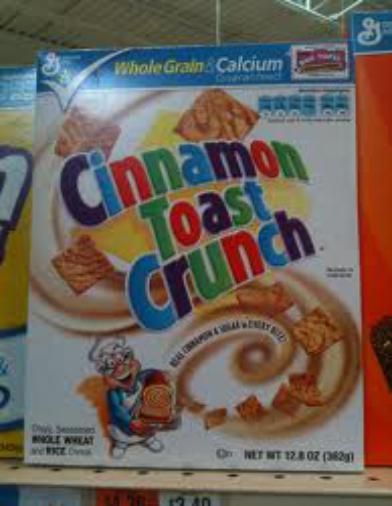 Whole Grain & Calcium
Guaranteed!
Cinnamon
Toast
Crunch
REAL CINNAMON & SUGAR in EVERY BITE!
Crispy, Sweetened
WHOLE WHEAT
and RICE Cereal
NET WT 12.8 OZ (362g)